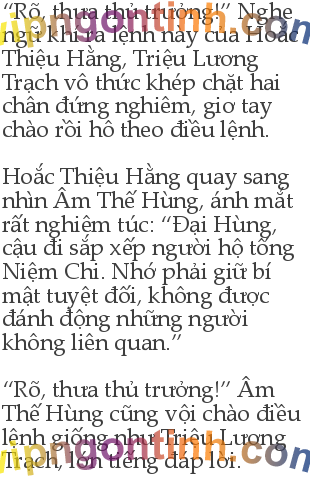 “Rõ, thưa thủ trưởng!” Nghe
ngữ khí ra lệnh này của Hoắc
Thiệu Hằng, Triệu Lương
Trạch vô thức khép chặt hai
chân đứng nghiêm, giơ tay
chào rồi hô theo điều lệnh.
Hoắc Thiệu Hằng quay sang
nhìn Âm Thế Hùng, ánh mắt
rất nghiêm túc: “Đại Hùng,
cậu đi sắp xếp người hộ tống
Niệm Chi. Nhớ phải giữ bí
mật tuyệt đối, không được
đánh động những người
không liên quan.”
“Rõ, thưa thủ trưởng!” Âm
Thế Hùng cũng vội chào điều
lệnh giống như Triệu Lương
Trạch, lớn tiếng đáp lời.
vipngontinh.com
vipngontinh.com